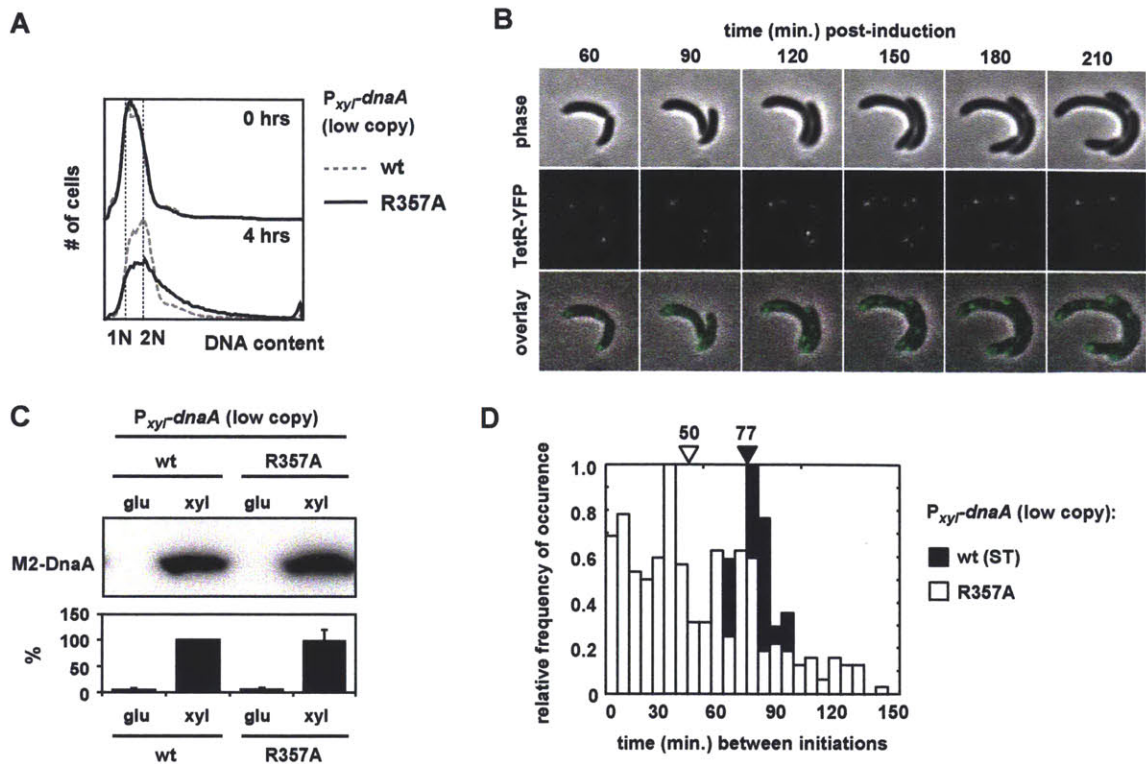 A
P_xyl-dnaA
(low copy)
wt
R357A
0 hrs
4 hrs
# of cells
1N 2N DNA content
B
time (min.) post-induction
60 90 120 150 180 210
phase
TetR-YFP
overlay
C
P_xyl-dnaA (low copy)
wt R357A
glu xyl glu xyl
M2-DnaA
150
100
50
0
%
glu xyl glu xyl
wt R357A
D
50 77
1.0
0.8
0.6
0.4
0.2
0
relative frequency of occurence
0 30 60 90 120 150
time (min.) between initiations
P_xyl-dnaA (low copy):
wt (ST)
R357A